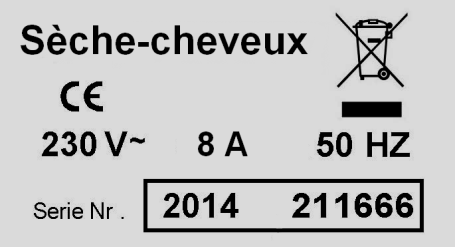 Sèche-cheveux
CE
230 V~ 8 A 50 HZ
Serie Nr . 2014 211666